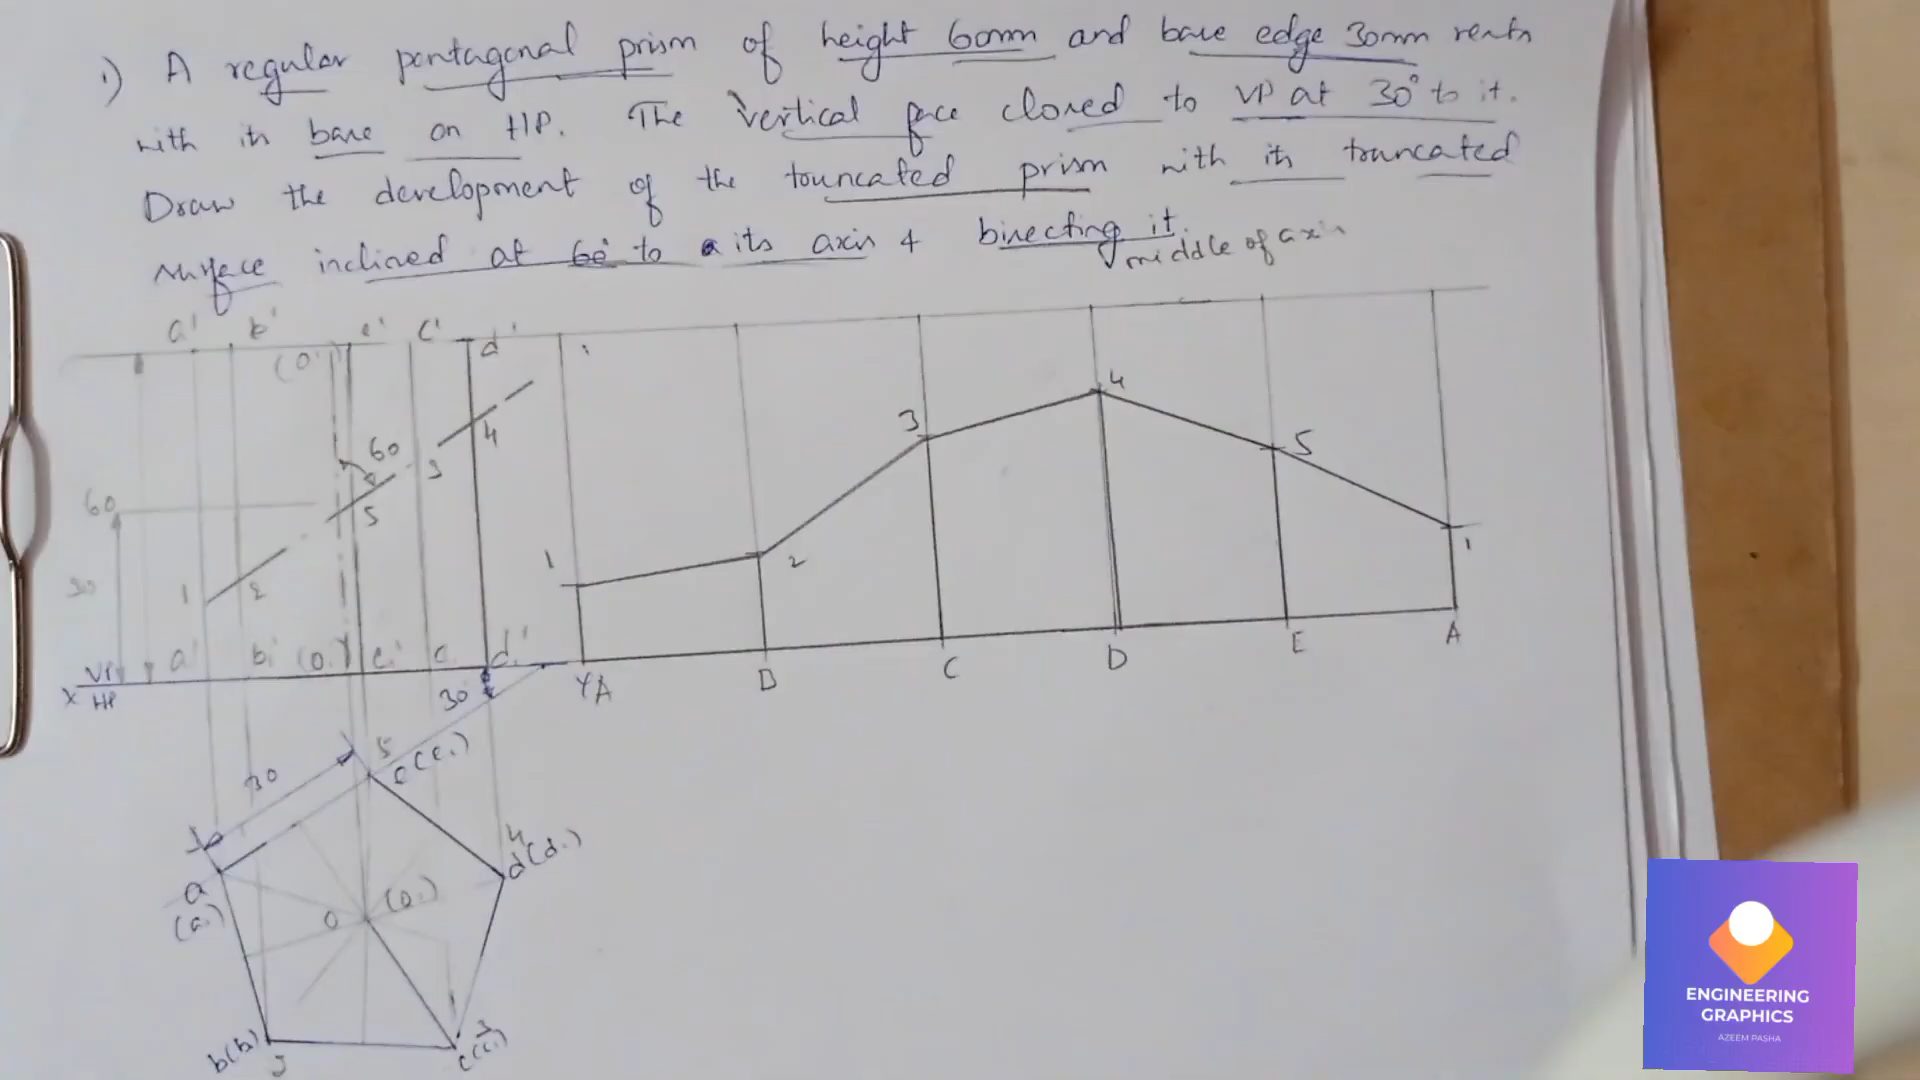 1) A regular pentagonal prism of height 60mm and base edge 30mm rests
with its base on HP. The vertical face closed to VP at 30° to it.
Draw the development of the truncated prism with its truncated
surface inclined at 60° to its axis & bisecting it.
middle of axis
a' b' e' c' d'
(o')
60
4
3
5
60
30
1 2
a' b' (o.') e' c d'
X VP Y
HP
30
1 2 3 4 5 1
A D C D E A
30
5
e(e.)
4
d(d.)
1
a
(a.)
o (o.)
b(b.)
3
c(c.)
ENGINEERING
GRAPHICS
AZEEM PASHA